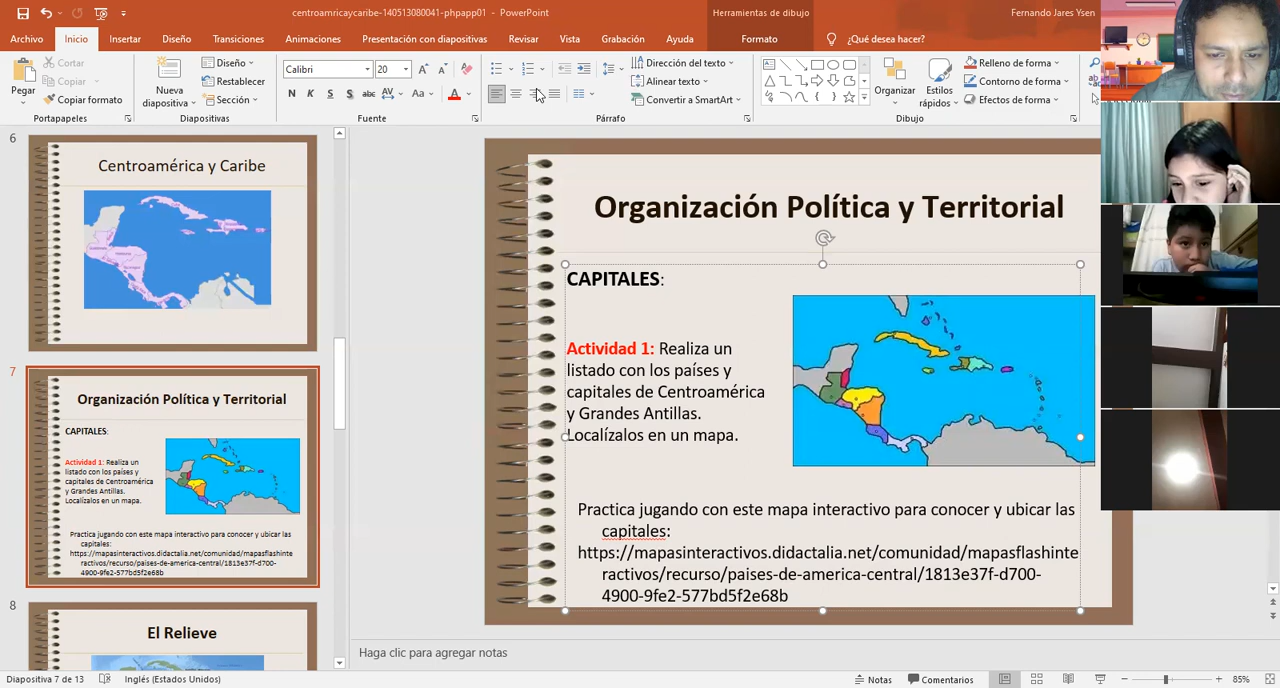 centroamricaycaribe-140513080041-phpapp01 - PowerPoint
Herramientas de dibujo
Fernando Jares Ysen
Archivo Inicio Insertar Diseño Transiciones Animaciones Presentación con diapositivas Revisar Vista Grabación Ayuda Formato ¿Qué desea hacer?
Pegar
Cortar
Copiar
Copiar formato
Portapapeles
Nueva
diapositiva
Diseño
Restablecer
Sección
Diapositivas
Calibri 20
N K S S abc AV Aa A
Fuente
Dirección del texto
Alinear texto
Convertir a SmartArt
Párrafo
Organizar
Estilos
rápidos
Relleno de forma
Contorno de forma
Efectos de forma
Dibujo
6
Centroamérica y Caribe
7
Organización Política y Territorial
CAPITALES:
Actividad 1: Realiza un
listado con los países y
capitales de Centroamérica
y Grandes Antillas.
Localízalos en un mapa.
Practica jugando con este mapa interactivo para conocer y ubicar las
capitales:
https://mapasinteractivos.didactalia.net/comunidad/mapasflashinte
ractivos/recurso/paises-de-america-central/1813e37f-d700-
4900-9fe2-577bd5f2e68b
8
El Relieve
Organización Política y Territorial
CAPITALES:
Actividad 1: Realiza un
listado con los países y
capitales de Centroamérica
y Grandes Antillas.
Localízalos en un mapa.
Practica jugando con este mapa interactivo para conocer y ubicar las
capitales:
https://mapasinteractivos.didactalia.net/comunidad/mapasflashinte
ractivos/recurso/paises-de-america-central/1813e37f-d700-
4900-9fe2-577bd5f2e68b
Haga clic para agregar notas
Diapositiva 7 de 13 Inglés (Estados Unidos) Notas Comentarios 85%